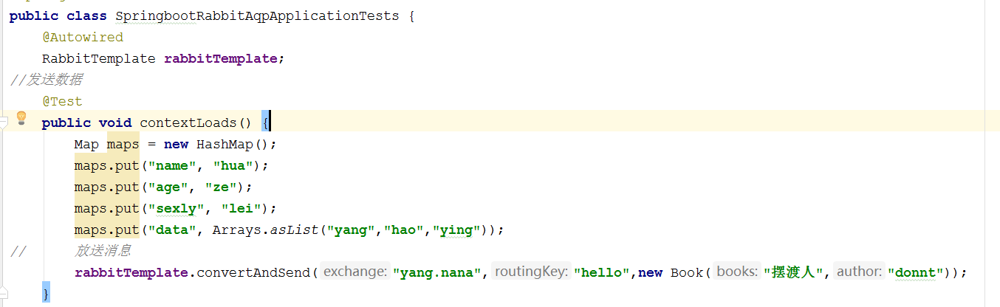 public class SpringbootRabbitAqpApplicationTests {
@Autowired
RabbitTemplate rabbitTemplate;
//发送数据
@Test
public void contextLoads() {
Map maps = new HashMap();
maps.put("name", "hua");
maps.put("age", "ze");
maps.put("sexly", "lei");
maps.put("data", Arrays.asList("yang","hao","ying"));
// 放送消息
rabbitTemplate.convertAndSend( exchange: "yang.nana", routingKey: "hello",new Book( books: "摆渡人", author: "donnt"));
}